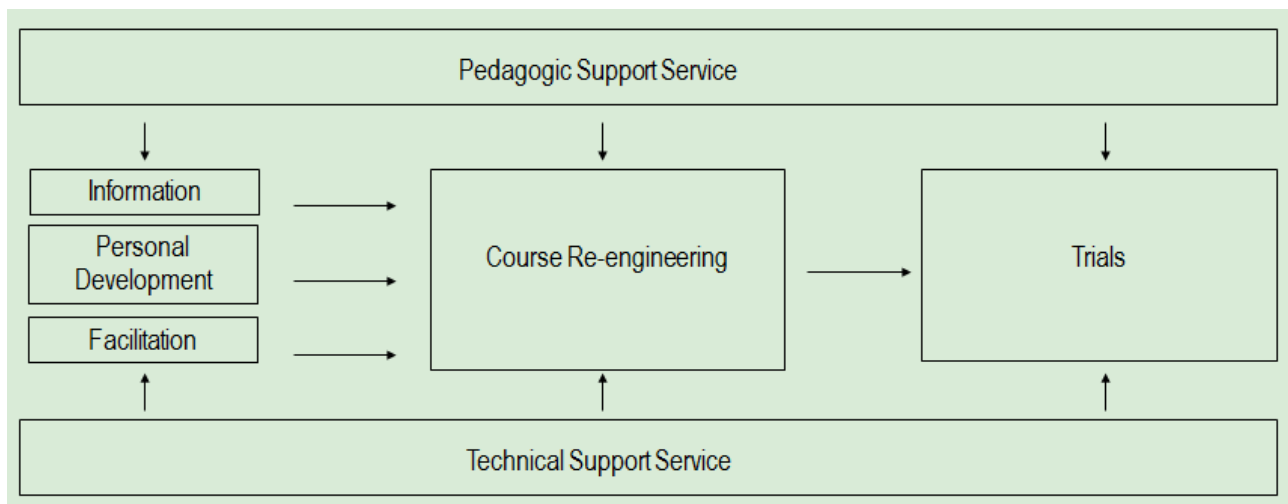 Pedagogic Support Service
Information
Personal
Development
Facilitation
Course Re-engineering
Trials
Technical Support Service